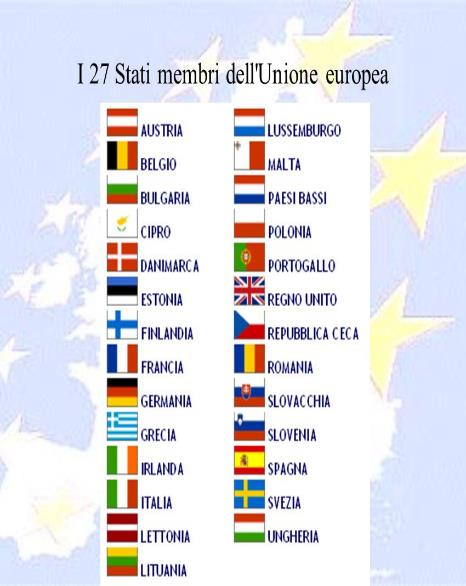 I 27 Stati membri dell'Unione europea
AUSTRIA
BELGIO
BULGARIA
CIPRO
DANIMARCA
ESTONIA
FINLANDIA
FRANCIA
GERMANIA
GRECIA
IRLANDA
ITALIA
LETTONIA
LITUANIA
LUSSEMBURGO
MALTA
PAESI BASSI
POLONIA
PORTOGALLO
REGNO UNITO
REPUBBLICA CECA
ROMANIA
SLOVACCHIA
SLOVENIA
SPAGNA
SVEZIA
UNGHERIA